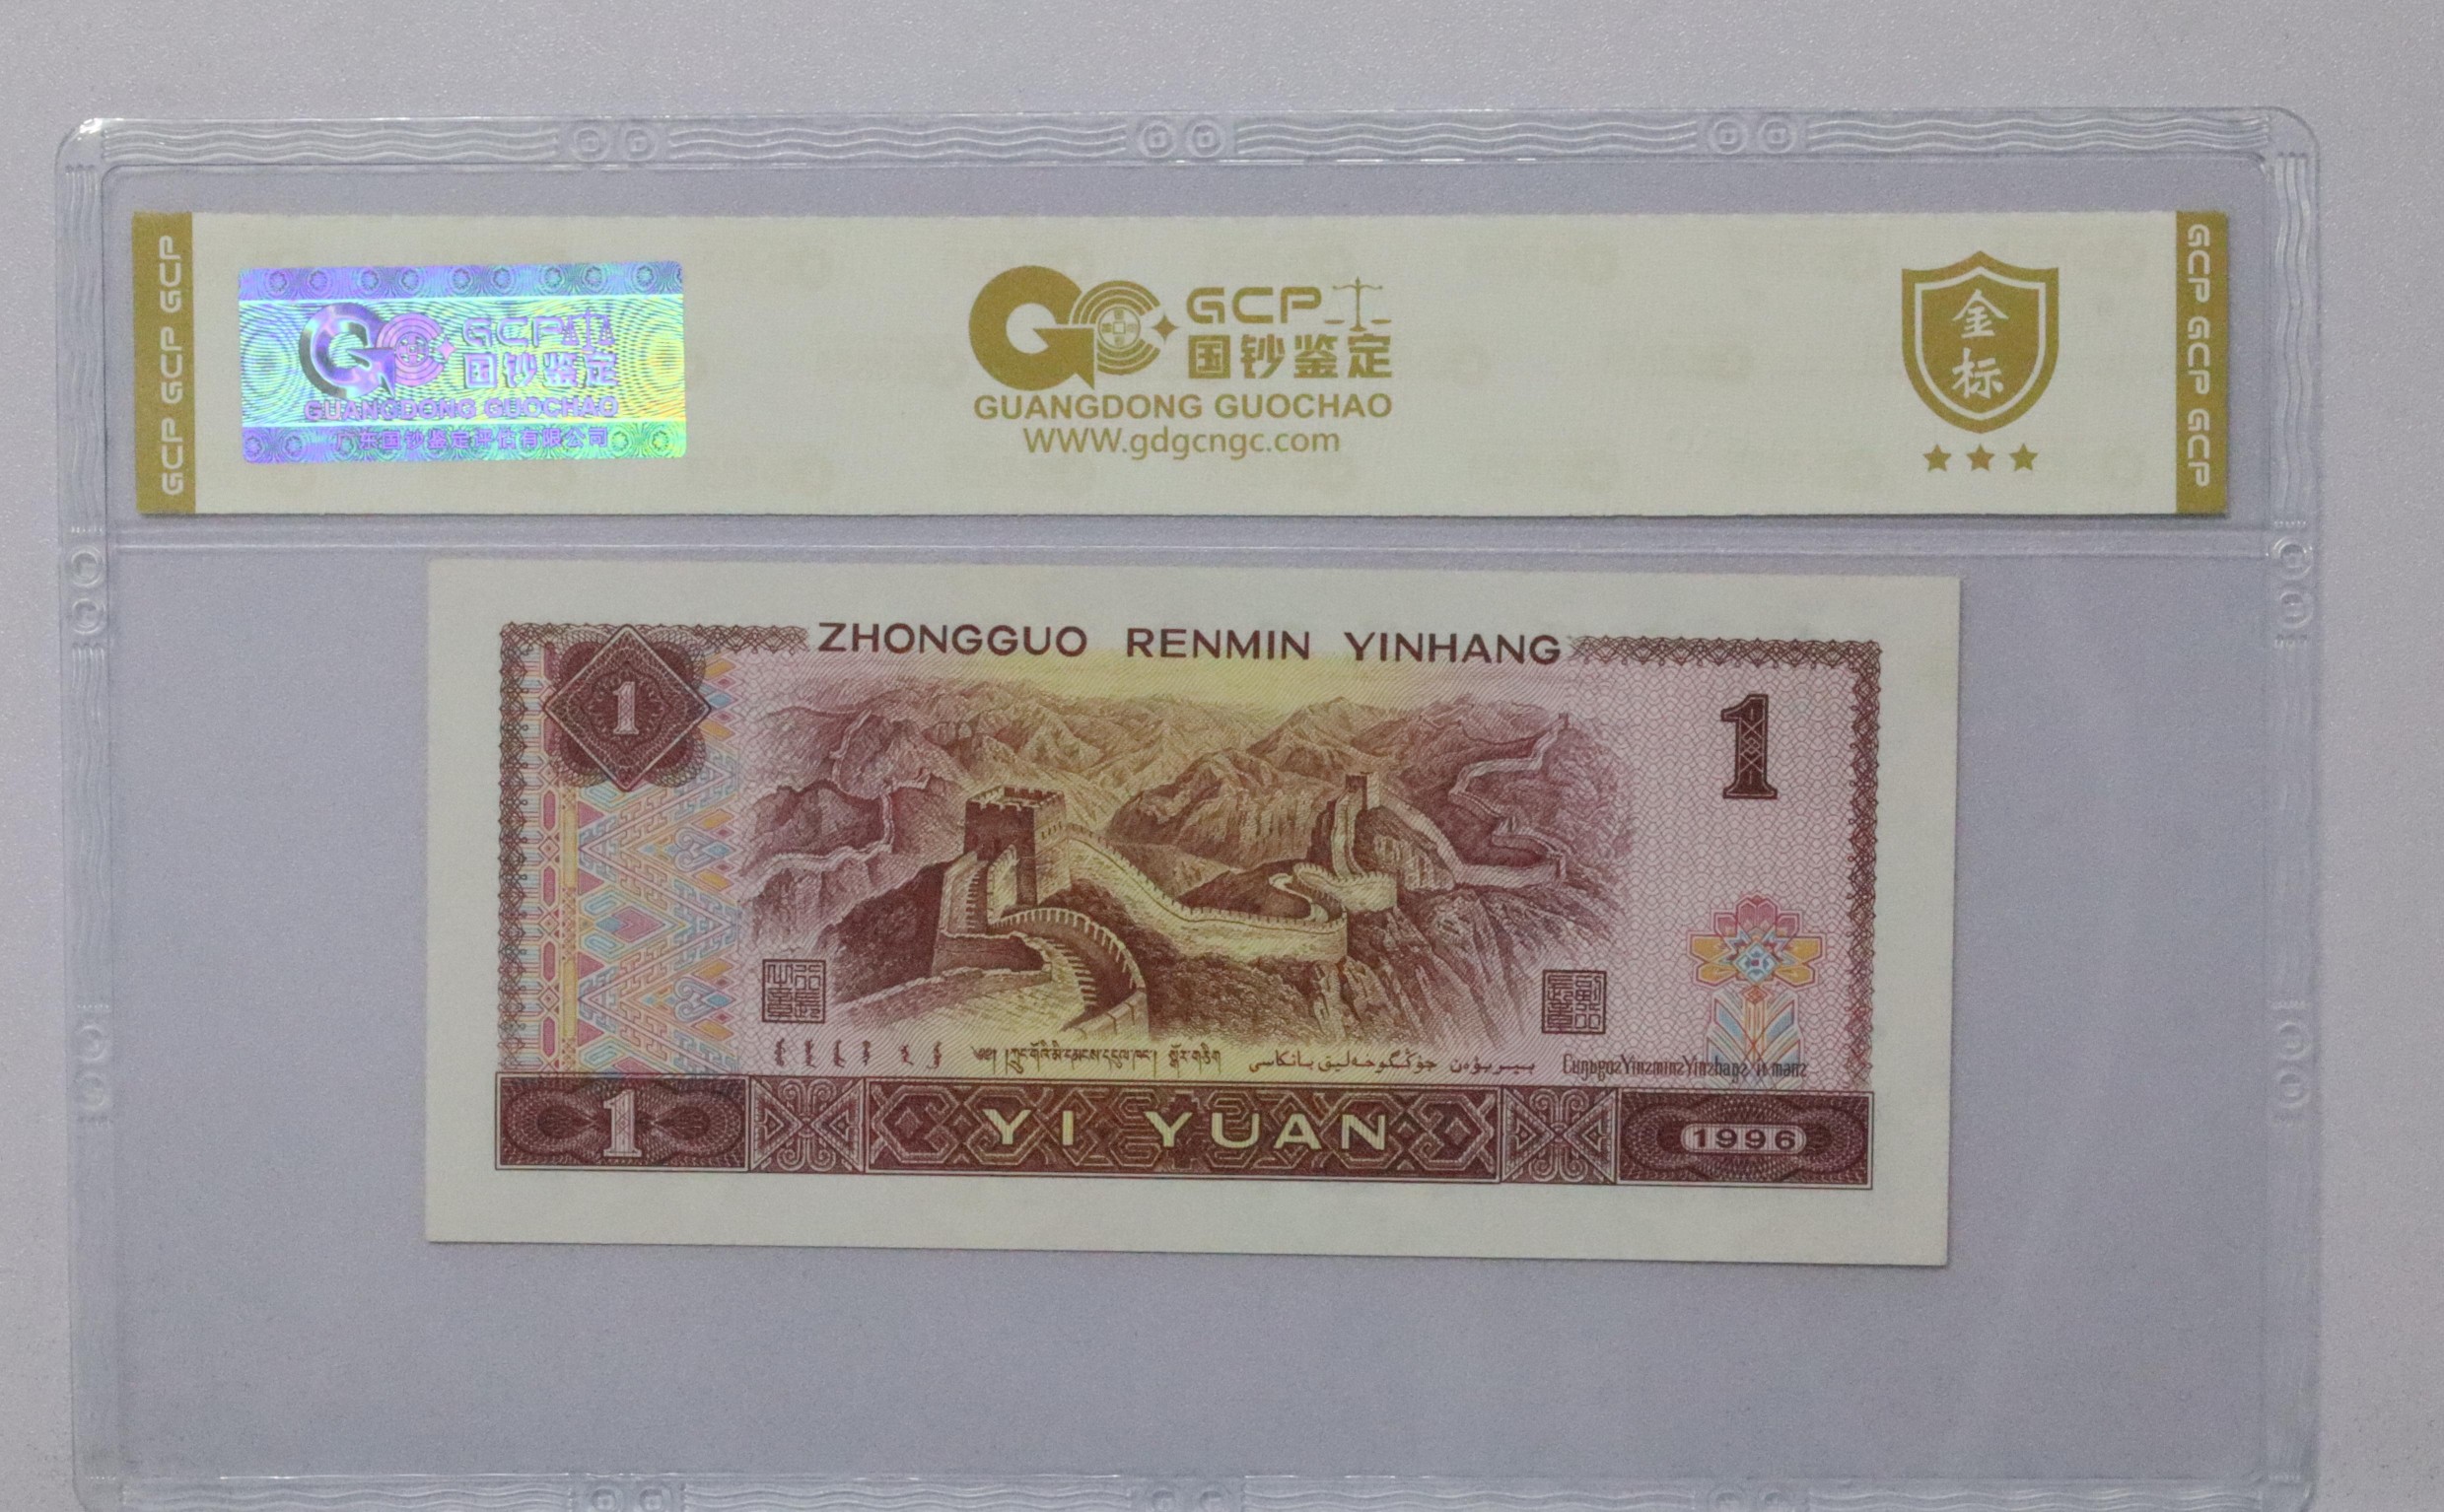 GCP GCP GCP
GCP
国钞鉴定
GUANGDONG GUOCHAO
广东国钞鉴定评估有限公司
GCP
国钞鉴定
GUANGDONG GUOCHAO
WWW.gdgcngc.com
金
标
GCP GCP GCP
ZHONGGUO RENMIN YINHANG
1
1
1
YI YUAN
1996